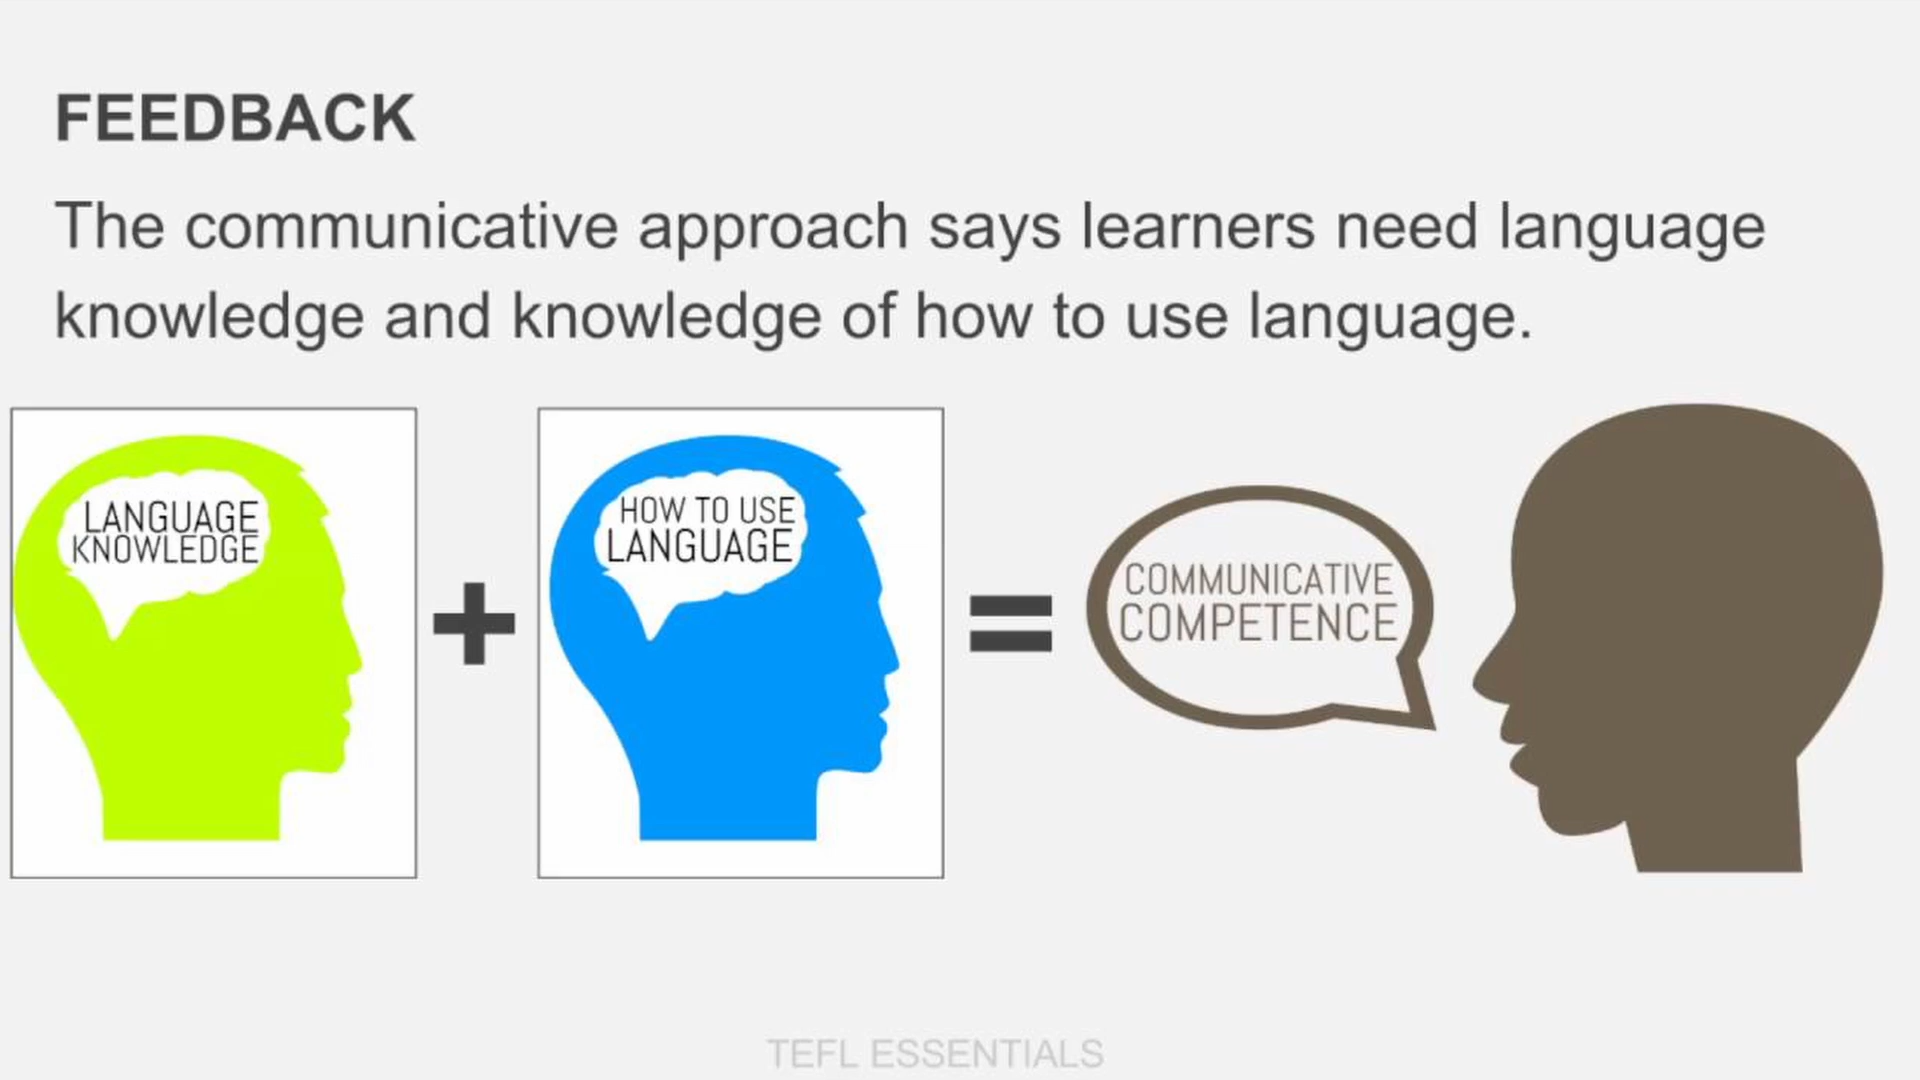 FEEDBACK
The communicative approach says learners need language
knowledge and knowledge of how to use language.
LANGUAGE
KNOWLEDGE
+
HOW TO USE
LANGUAGE
=
COMMUNICATIVE
COMPETENCE
TEFL ESSENTIALS